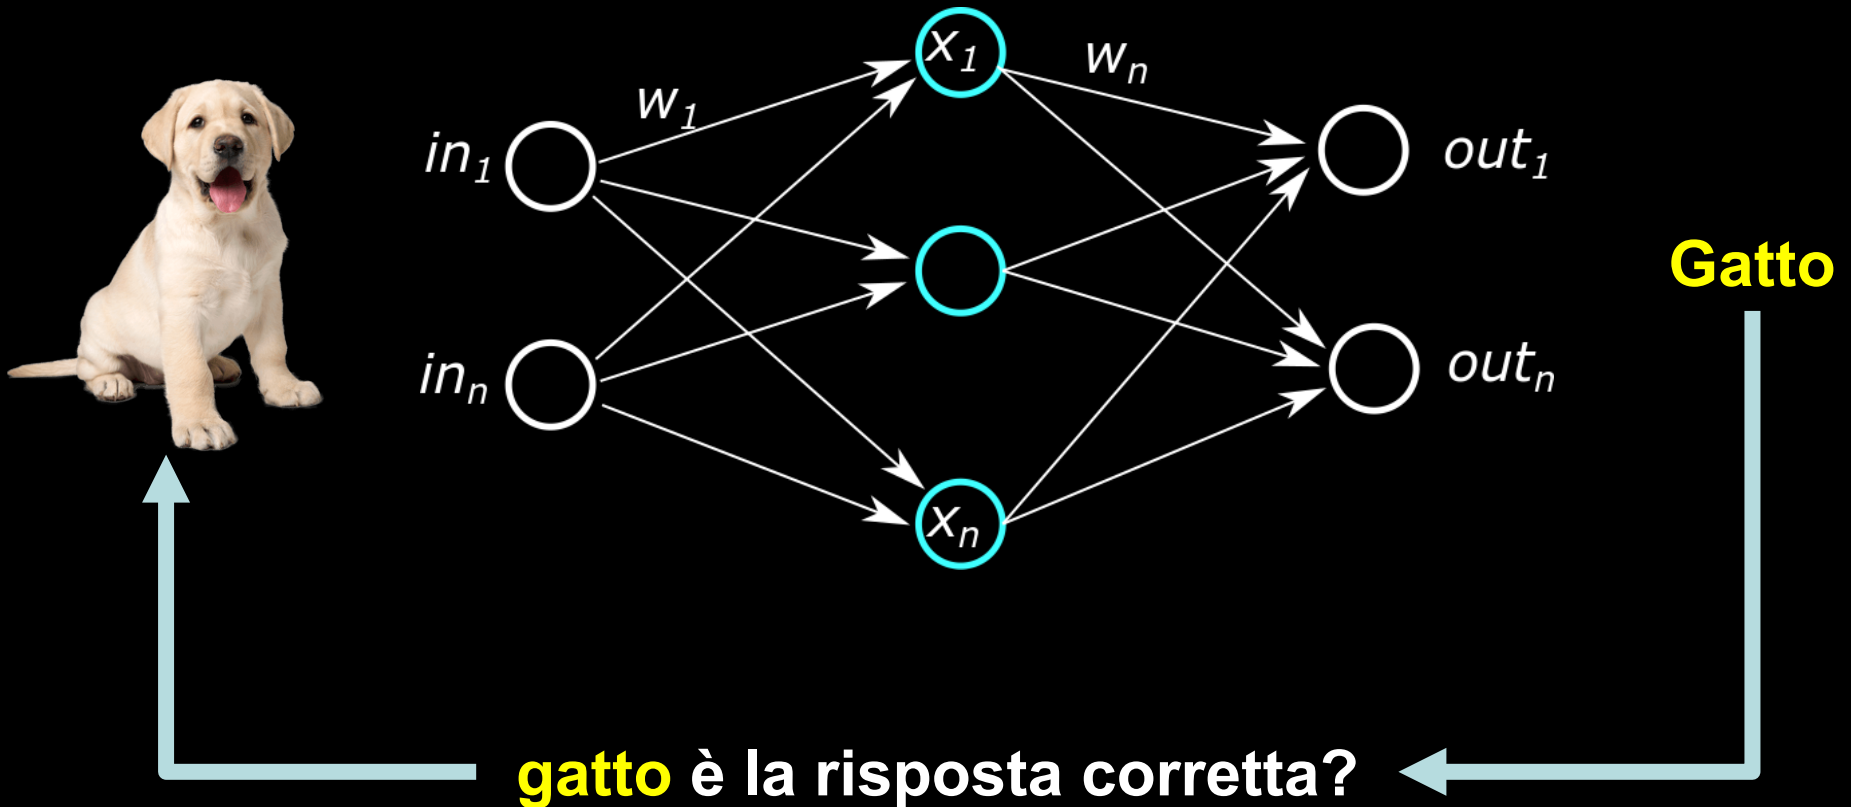 x1
wn
w1
in1
out1
Gatto
inn
outn
xn
gatto è la risposta corretta?